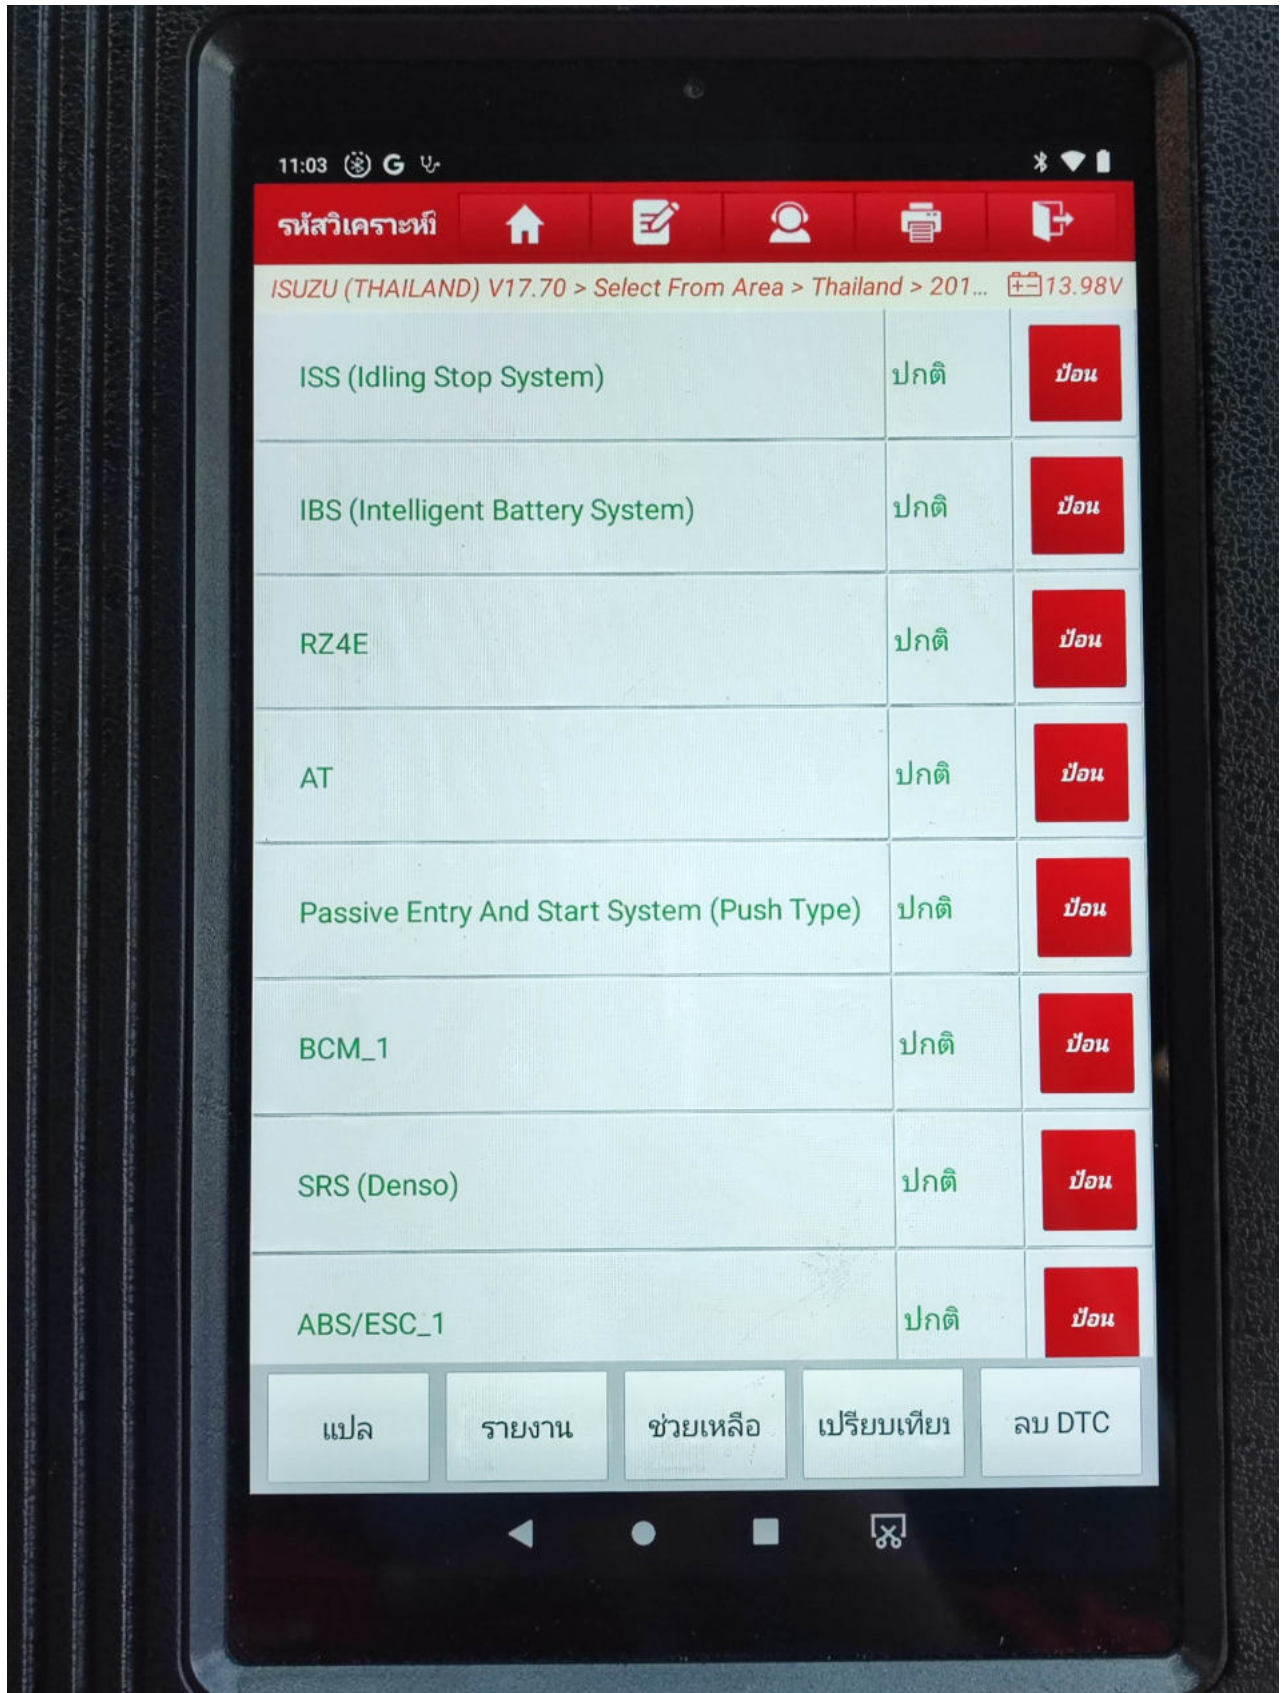 11:03 G
รหัสวิเคราะห์
ISUZU (THAILAND) V17.70 > Select From Area > Thailand > 201... 13.98V
ISS (Idling Stop System) ปกติ ป้อน
IBS (Intelligent Battery System) ปกติ ป้อน
RZ4E ปกติ ป้อน
AT ปกติ ป้อน
Passive Entry And Start System (Push Type) ปกติ ป้อน
BCM_1 ปกติ ป้อน
SRS (Denso) ปกติ ป้อน
ABS/ESC_1 ปกติ ป้อน
แปล รายงาน ช่วยเหลือ เปรียบเทียบ ลบ DTC